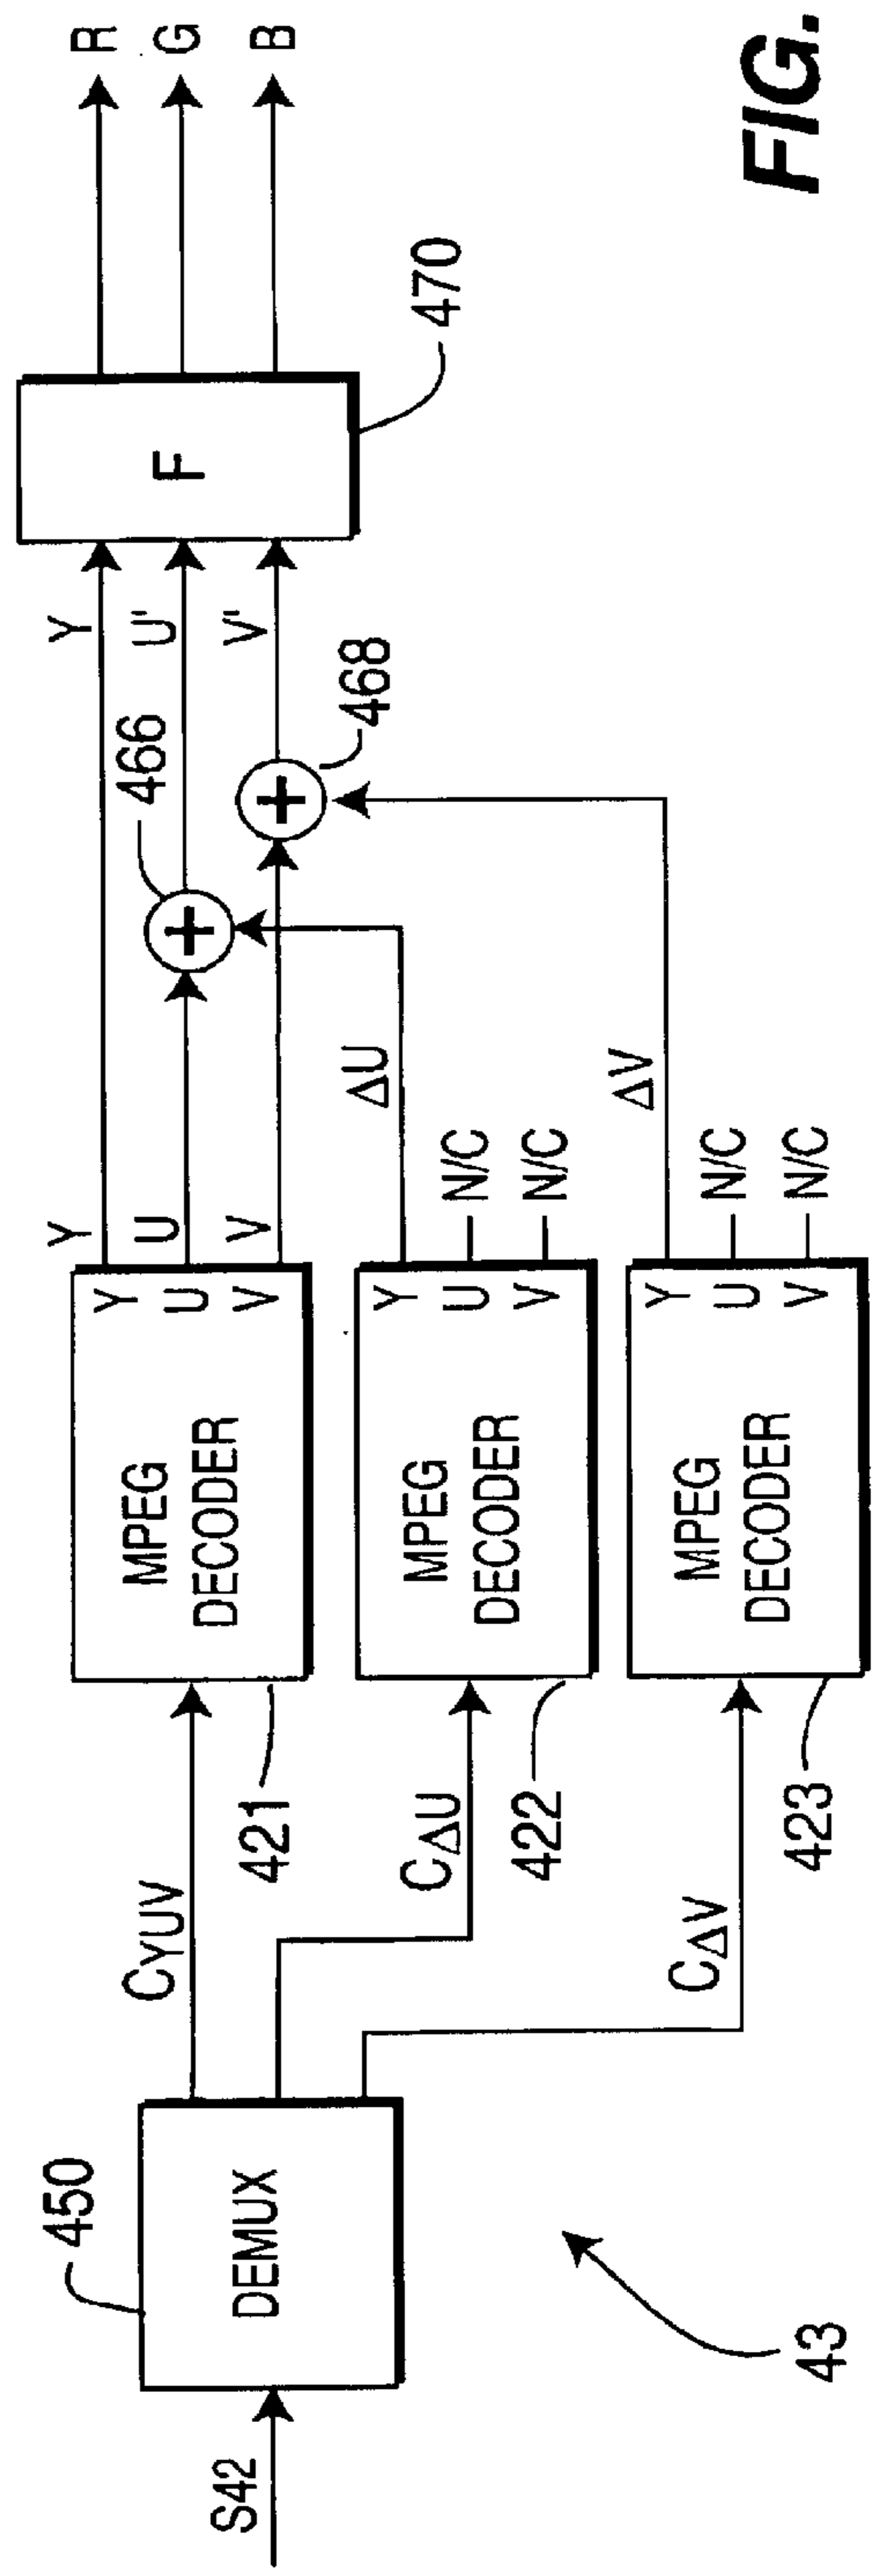 S42
450
DEMUX
43
CYUV
CΔU
CΔV
421
MPEG
DECODER
Y
U
V
422
MPEG
DECODER
Y
U
V
423
MPEG
DECODER
Y
U
V
Y
U
V
N/C
N/C
N/C
N/C
ΔU
ΔV
466
468
Y
U'
V'
F
470
R
G
B
FIG.